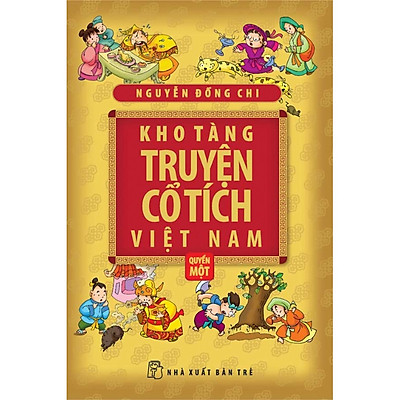 NGUYỄN ĐỔNG CHI
KHO TÀNG
TRUYỆN
CỔ TÍCH
VIỆT NAM
QUYỂN
MỘT
NHÀ XUẤT BẢN TRẺ